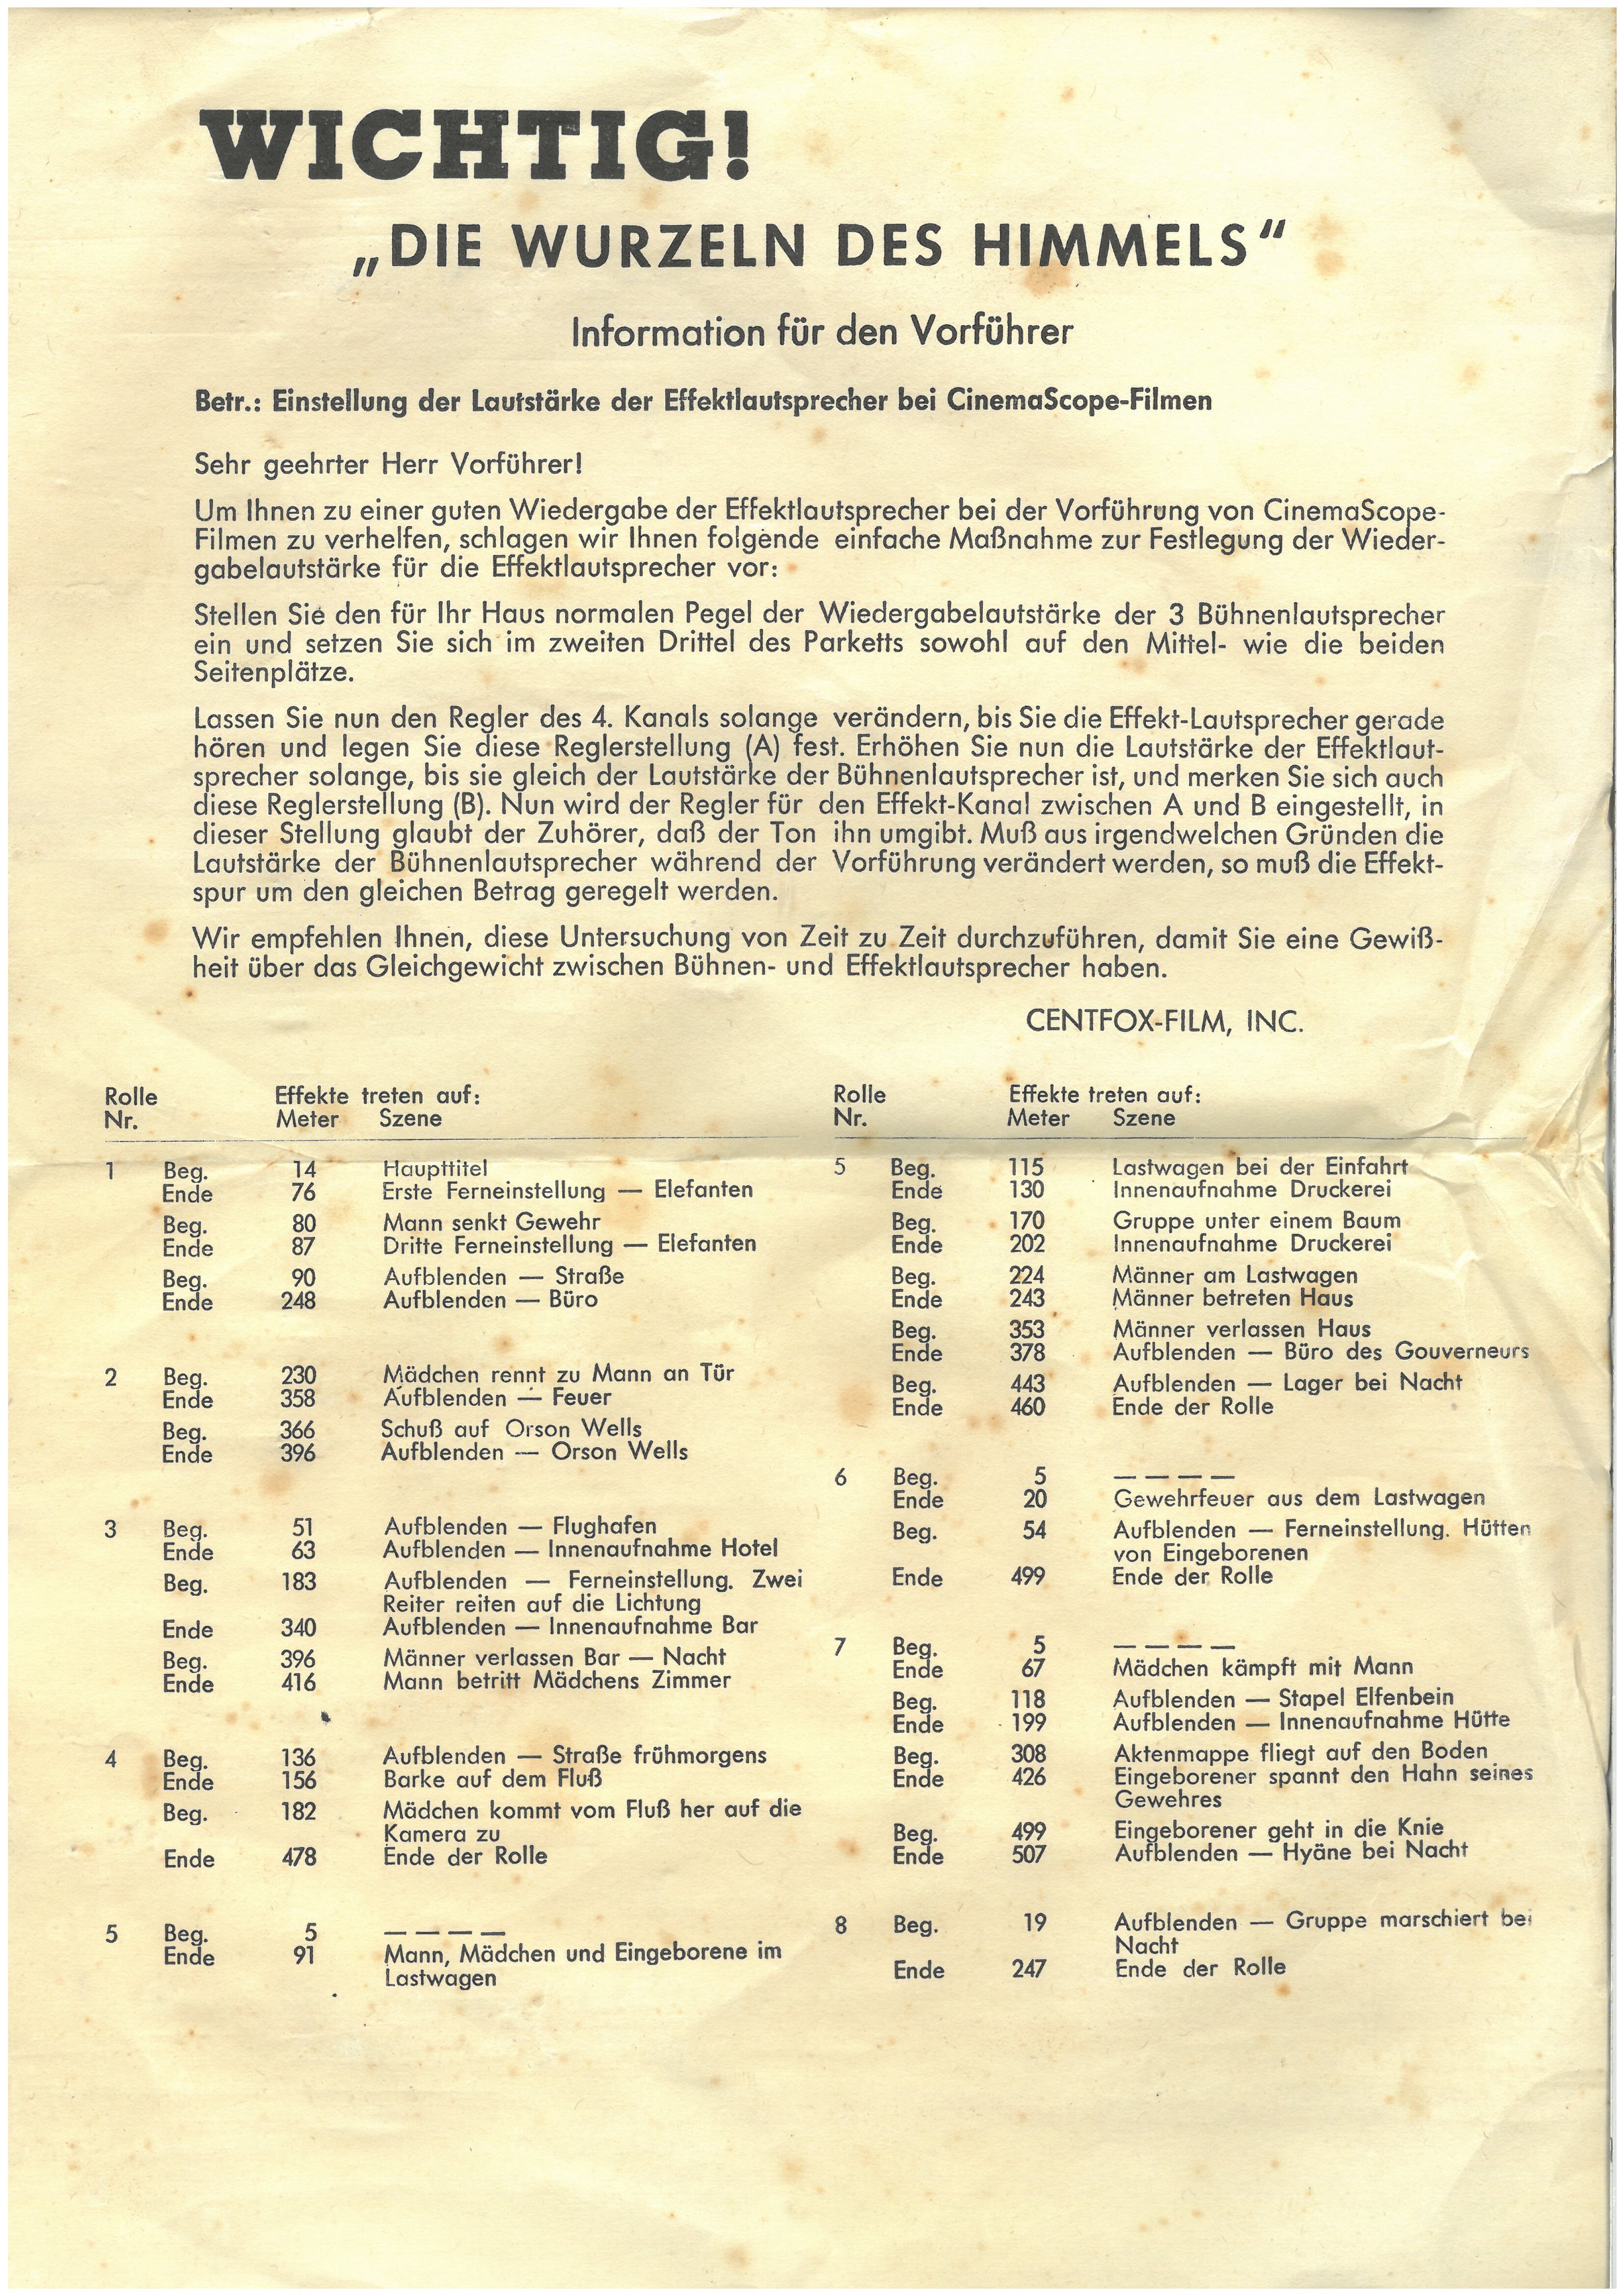 WICHTIG!
„DIE WURZELN DES HIMMELS“
Information für den Vorführer
Betr.: Einstellung der Lautstärke der Effektlautsprecher bei CinemaScope-Filmen
Sehr geehrter Herr Vorführer!
Um Ihnen zu einer guten Wiedergabe der Effektlautsprecher bei der Vorführung von CinemaScope-
Filmen zu verhelfen, schlagen wir Ihnen folgende einfache Maßnahme zur Festlegung der Wieder-
gabelautstärke für die Effektlautsprecher vor:
Stellen Sie den für Ihr Haus normalen Pegel der Wiedergabelautstärke der 3 Bühnenlautsprecher
ein und setzen Sie sich im zweiten Drittel des Parketts sowohl auf den Mittel- wie die beiden
Seitenplätze.
Lassen Sie nun den Regler des 4. Kanals solange verändern, bis Sie die Effekt-Lautsprecher gerade
hören und legen Sie diese Reglerstellung (A) fest. Erhöhen Sie nun die Lautstärke der Effektlaut-
sprecher solange, bis sie gleich der Lautstärke der Bühnenlautsprecher ist, und merken Sie sich auch
diese Reglerstellung (B). Nun wird der Regler für den Effekt-Kanal zwischen A und B eingestellt, in
dieser Stellung glaubt der Zuhörer, daß der Ton ihn umgibt. Muß aus irgendwelchen Gründen die
Lautstärke der Bühnenlautsprecher während der Vorführung verändert werden, so muß die Effekt-
spur um den gleichen Betrag geregelt werden.
Wir empfehlen Ihnen, diese Untersuchung von Zeit zu Zeit durchzuführen, damit Sie eine Gewiß-
heit über das Gleichgewicht zwischen Bühnen- und Effektlautsprecher haben.
CENTFOX-FILM, INC.
Rolle Effekte treten auf:
Nr. Meter Szene
1 Beg. 14 Haupttitel
Ende 76 Erste Ferneinstellung — Elefanten
Beg. 80 Mann senkt Gewehr
Ende 87 Dritte Ferneinstellung — Elefanten
Beg. 90 Aufblenden — Straße
Ende 248 Aufblenden — Büro
2 Beg. 230 Mädchen rennt zu Mann an Tür
Ende 358 Aufblenden — Feuer
Beg. 366 Schuß auf Orson Wells
Ende 396 Aufblenden — Orson Wells
3 Beg. 51 Aufblenden — Flughafen
Ende 63 Aufblenden — Innenaufnahme Hotel
Beg. 183 Aufblenden — Ferneinstellung. Zwei
Reiter reiten auf die Lichtung
Ende 340 Aufblenden — Innenaufnahme Bar
Beg. 396 Männer verlassen Bar — Nacht
Ende 416 Mann betritt Mädchens Zimmer
4 Beg. 136 Aufblenden — Straße frühmorgens
Ende 156 Barke auf dem Fluß
Beg. 182 Mädchen kommt vom Fluß her auf die
Kamera zu
Ende 478 Ende der Rolle
5 Beg. 5 — — — —
Ende 91 Mann, Mädchen und Eingeborene im
Lastwagen
Rolle Effekte treten auf:
Nr. Meter Szene
5 Beg. 115 Lastwagen bei der Einfahrt
Ende 130 Innenaufnahme Druckerei
Beg. 170 Gruppe unter einem Baum
Ende 202 Innenaufnahme Druckerei
Beg. 224 Männer am Lastwagen
Ende 243 Männer betreten Haus
Beg. 353 Männer verlassen Haus
Ende 378 Aufblenden — Büro des Gouverneurs
Beg. 443 Aufblenden — Lager bei Nacht
Ende 460 Ende der Rolle
6 Beg. 5 — — — —
Ende 20 Gewehrfeuer aus dem Lastwagen
Beg. 54 Aufblenden — Ferneinstellung. Hütten
von Eingeborenen
Ende 499 Ende der Rolle
7 Beg. 5 — — — —
Ende 67 Mädchen kämpft mit Mann
Beg. 118 Aufblenden — Stapel Elfenbein
Ende 199 Aufblenden — Innenaufnahme Hütte
Beg. 308 Aktenmappe fliegt auf den Boden
Ende 426 Eingeborener spannt den Hahn seines
Gewehres
Beg. 499 Eingeborener geht in die Knie
Ende 507 Aufblenden — Hyäne bei Nacht
8 Beg. 19 Aufblenden — Gruppe marschiert bei
Nacht
Ende 247 Ende der Rolle